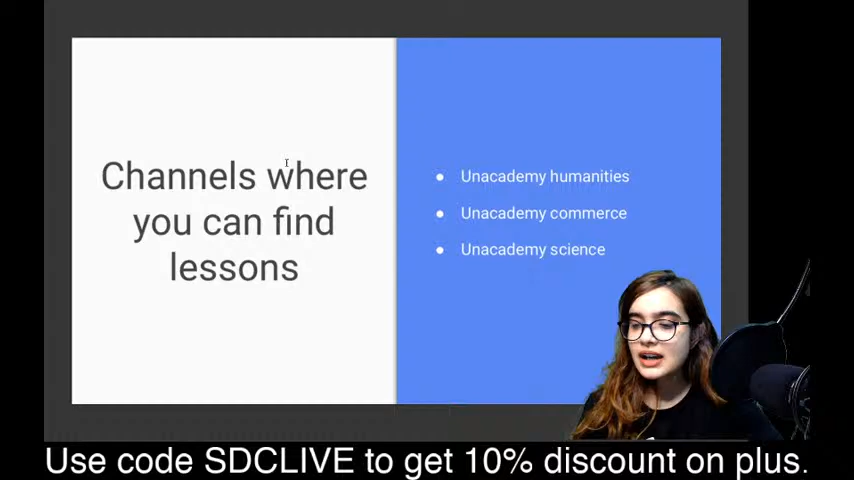 Channels where
you can find
lessons
Unacademy humanities
Unacademy commerce
Unacademy science
Use code SDCLIVE to get 10% discount on plus.